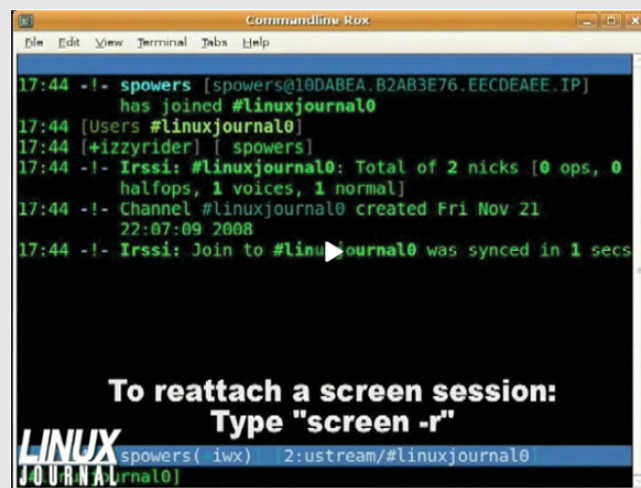 Commandline Rox
File Edit View Terminal Tabs Help
17:44 -!- spowers [spowers@10DABEA.B2AB3E76.EECDEAEE.IP]
has joined #linuxjournal0
17:44 [Users #linuxjournal0]
17:44 [+izzyrider] [ spowers]
17:44 -!- Irssi: #linuxjournal0: Total of 2 nicks [0 ops, 0
halfops, 1 voices, 1 normal]
17:44 -!- Channel #linuxjournal0 created Fri Nov 21
22:07:09 2008
17:44 -!- Irssi: Join to #linuxjournal0 was synced in 1 secs
To reattach a screen session:
Type "screen -r"
spowers(+iwx)] [2:ustream/#linuxjournal0]
LINUX
JOURNAL